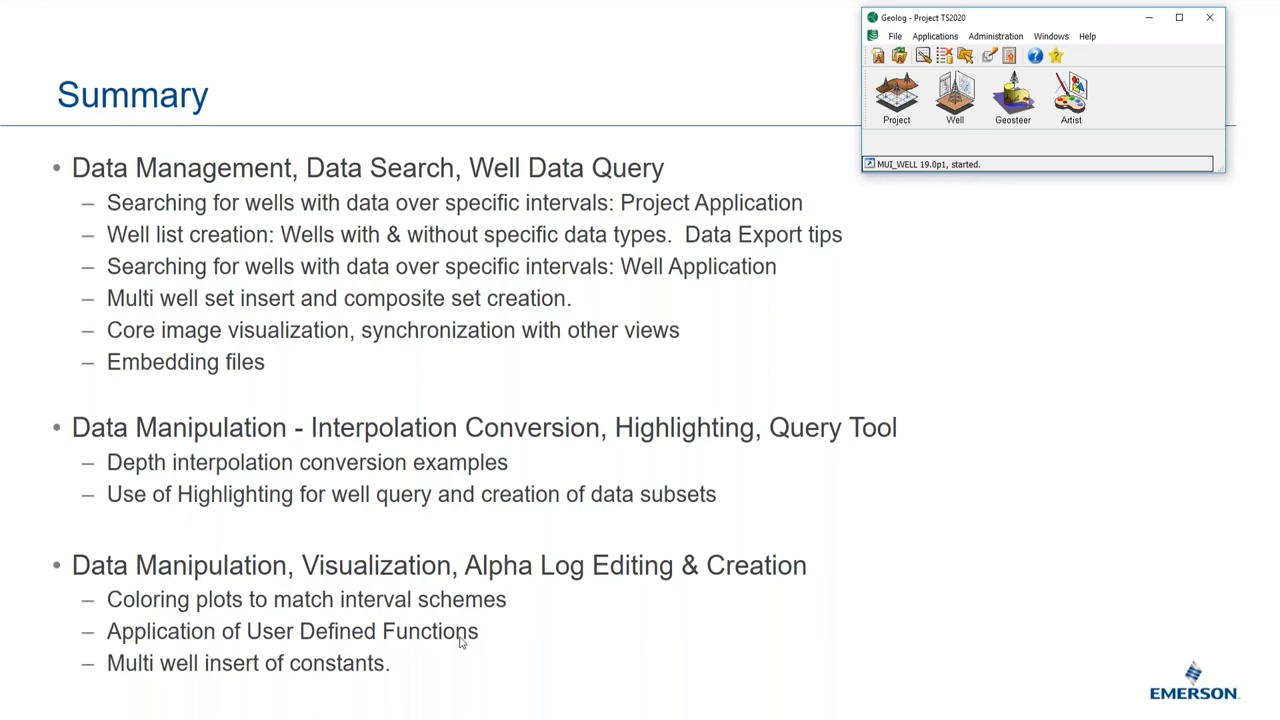 Geolog - Project TS2020
File Applications Administration Windows Help
Project Well Geosteer Artist
MUI_WELL 19.0p1, started.
Summary
• Data Management, Data Search, Well Data Query
– Searching for wells with data over specific intervals: Project Application
– Well list creation: Wells with & without specific data types.  Data Export tips
– Searching for wells with data over specific intervals: Well Application
– Multi well set insert and composite set creation.
– Core image visualization, synchronization with other views
– Embedding files
• Data Manipulation - Interpolation Conversion, Highlighting, Query Tool
– Depth interpolation conversion examples
– Use of Highlighting for well query and creation of data subsets
• Data Manipulation, Visualization, Alpha Log Editing & Creation
– Coloring plots to match interval schemes
– Application of User Defined Functions
– Multi well insert of constants.
EMERSON